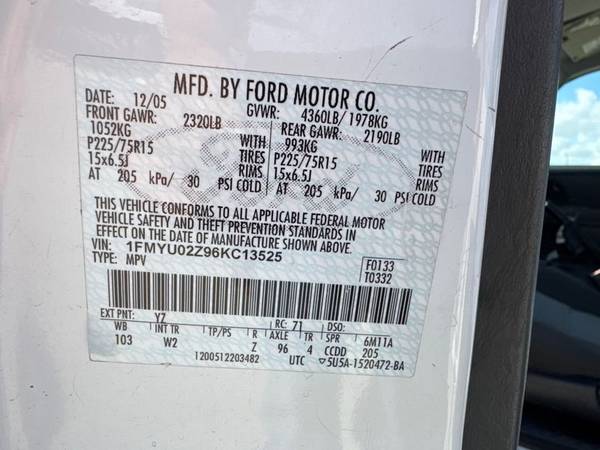 MFD. BY FORD MOTOR CO.
DATE: 12/05 GVWR: 4360LB/1978KG
FRONT GAWR: 2320LB REAR GAWR: 2190LB
1052KG WITH 993KG WITH
P225/75R15 TIRES P225/75R15 TIRES
15x6.5J RIMS 15x6.5J RIMS
AT 205 kPa/ 30 PSI COLD AT 205 kPa/ 30 PSI COLD
THIS VEHICLE CONFORMS TO ALL APPLICABLE FEDERAL MOTOR
VEHICLE SAFETY AND THEFT PREVENTION STANDARDS IN
EFFECT ON THE DATE OF MANUFACTURE SHOWN ABOVE.
VIN: 1FMYU02Z96KC13525 F0133
TYPE: MPV T0332
EXT PNT: YZ RC: 71 DSO:
WB INT TR TP/PS R AXLE TR SPR 6M11A
103 W2 Z 96 4 CCDD 205
1200512203482 UTC ▽5U5A-1520472-BA